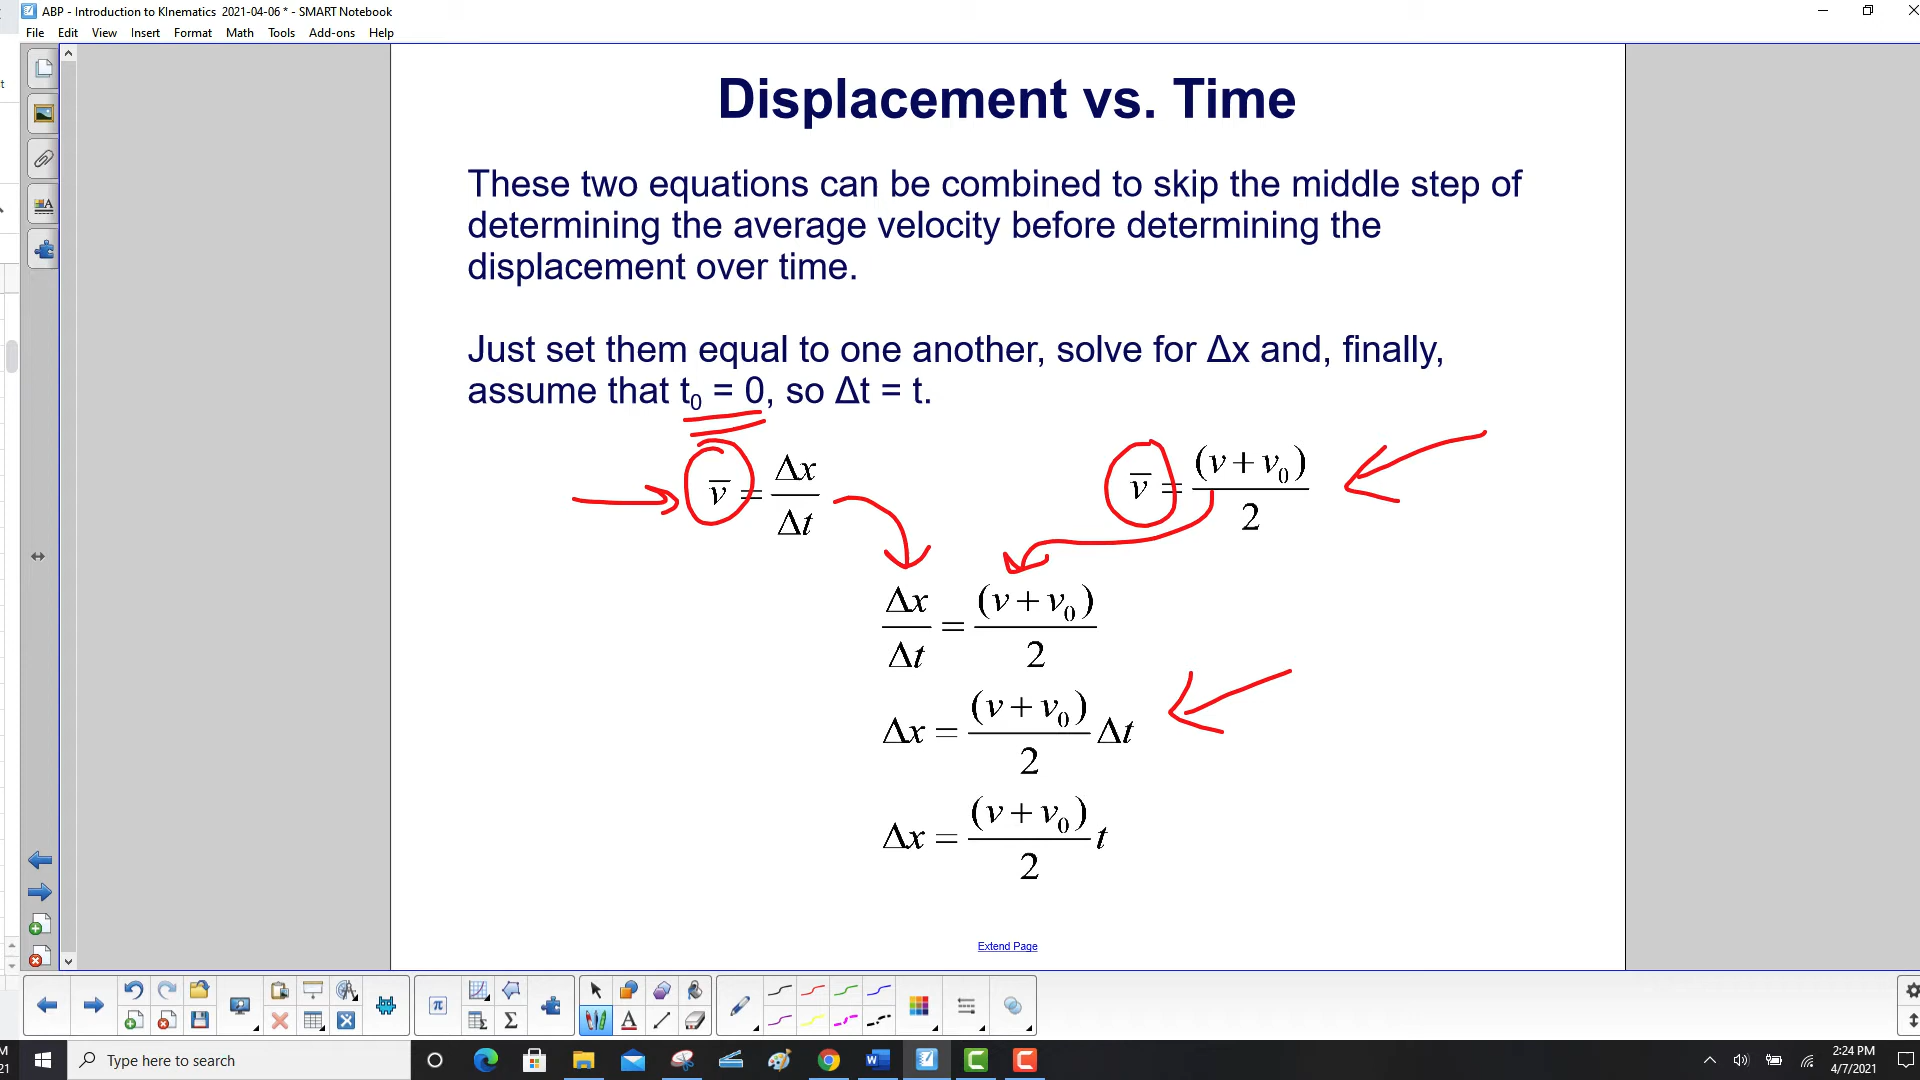 ABP - Introduction to KInematics  2021-04-06 * - SMART Notebook
File Edit View Insert Format Math Tools Add-ons Help
Displacement vs. Time
These two equations can be combined to skip the middle step of
determining the average velocity before determining the
displacement over time.
Just set them equal to one another, solve for Δx and, finally,
assume that t₀ = 0, so Δt = t.
v̅ = Δx/Δt
v̅ = (v + v₀)/2
Δx/Δt = (v + v₀)/2
Δx = (v + v₀)/2 Δt
Δx = (v + v₀)/2 t
Extend Page
Type here to search
2:24 PM
4/7/2021